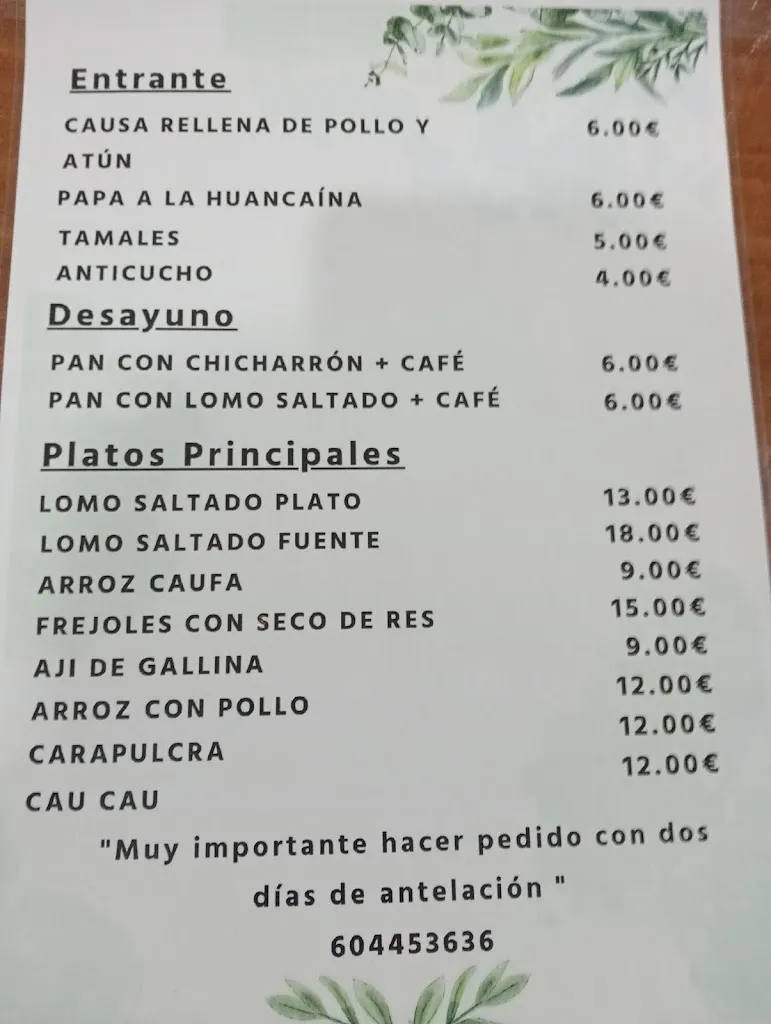 Entrante
CAUSA RELLENA DE POLLO Y 6.00€
ATÚN
PAPA A LA HUANCAÍNA 6.00€
TAMALES 5.00€
ANTICUCHO 4.00€
Desayuno
PAN CON CHICHARRÓN + CAFÉ 6.00€
PAN CON LOMO SALTADO + CAFÉ 6.00€
Platos Principales
LOMO SALTADO PLATO 13.00€
LOMO SALTADO FUENTE 18.00€
ARROZ CAUFA 9.00€
FREJOLES CON SECO DE RES 15.00€
AJI DE GALLINA 9.00€
ARROZ CON POLLO 12.00€
CARAPULCRA 12.00€
CAU CAU 12.00€
"Muy importante hacer pedido con dos
días de antelación "
604453636